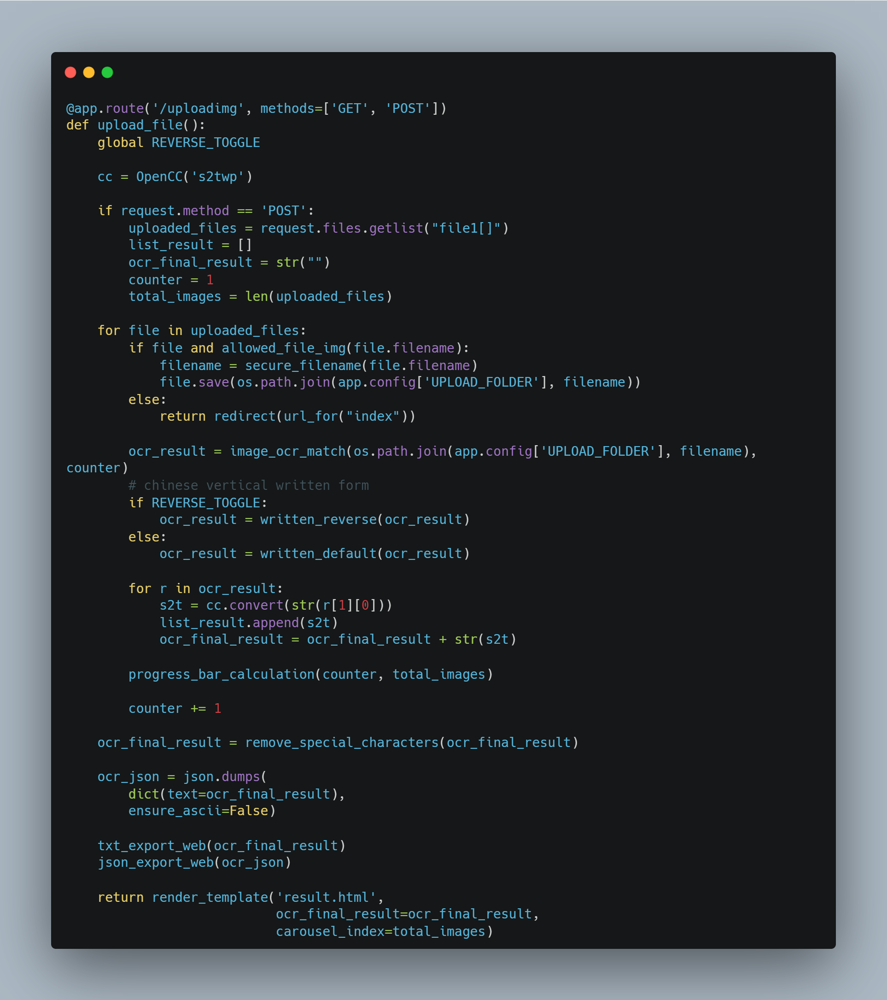 @app.route('/uploadimg', methods=['GET', 'POST'])
def upload_file():
    global REVERSE_TOGGLE

    cc = OpenCC('s2twp')

    if request.method == 'POST':
        uploaded_files = request.files.getlist("file1[]")
        list_result = []
        ocr_final_result = str("")
        counter = 1
        total_images = len(uploaded_files)

    for file in uploaded_files:
        if file and allowed_file_img(file.filename):
            filename = secure_filename(file.filename)
            file.save(os.path.join(app.config['UPLOAD_FOLDER'], filename))
        else:
            return redirect(url_for("index"))

        ocr_result = image_ocr_match(os.path.join(app.config['UPLOAD_FOLDER'], filename),
counter)
        # chinese vertical written form
        if REVERSE_TOGGLE:
            ocr_result = written_reverse(ocr_result)
        else:
            ocr_result = written_default(ocr_result)

        for r in ocr_result:
            s2t = cc.convert(str(r[1][0]))
            list_result.append(s2t)
            ocr_final_result = ocr_final_result + str(s2t)

        progress_bar_calculation(counter, total_images)

        counter += 1

    ocr_final_result = remove_special_characters(ocr_final_result)

    ocr_json = json.dumps(
        dict(text=ocr_final_result),
        ensure_ascii=False)

    txt_export_web(ocr_final_result)
    json_export_web(ocr_json)

    return render_template('result.html',
                           ocr_final_result=ocr_final_result,
                           carousel_index=total_images)